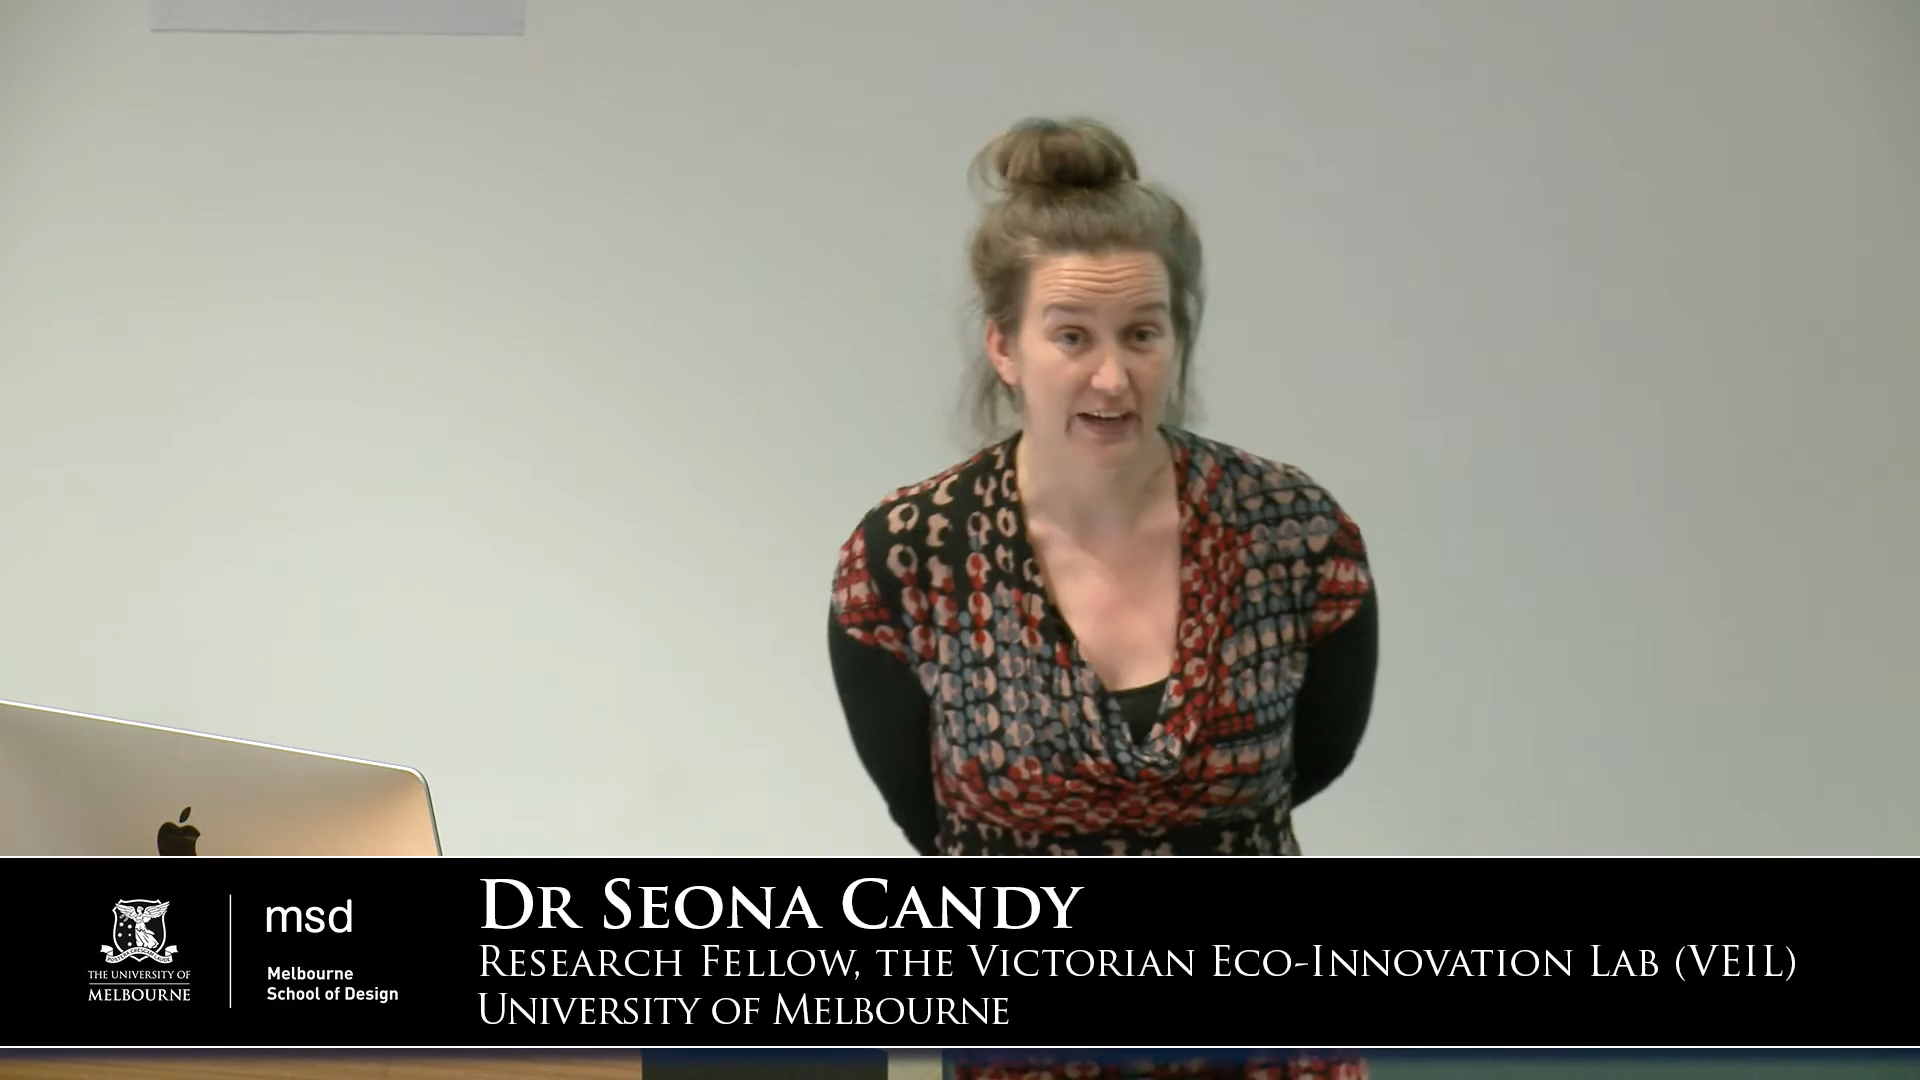 THE UNIVERSITY OF
MELBOURNE
msd
Melbourne
School of Design
DR SEONA CANDY
RESEARCH FELLOW, THE VICTORIAN ECO-INNOVATION LAB (VEIL)
UNIVERSITY OF MELBOURNE